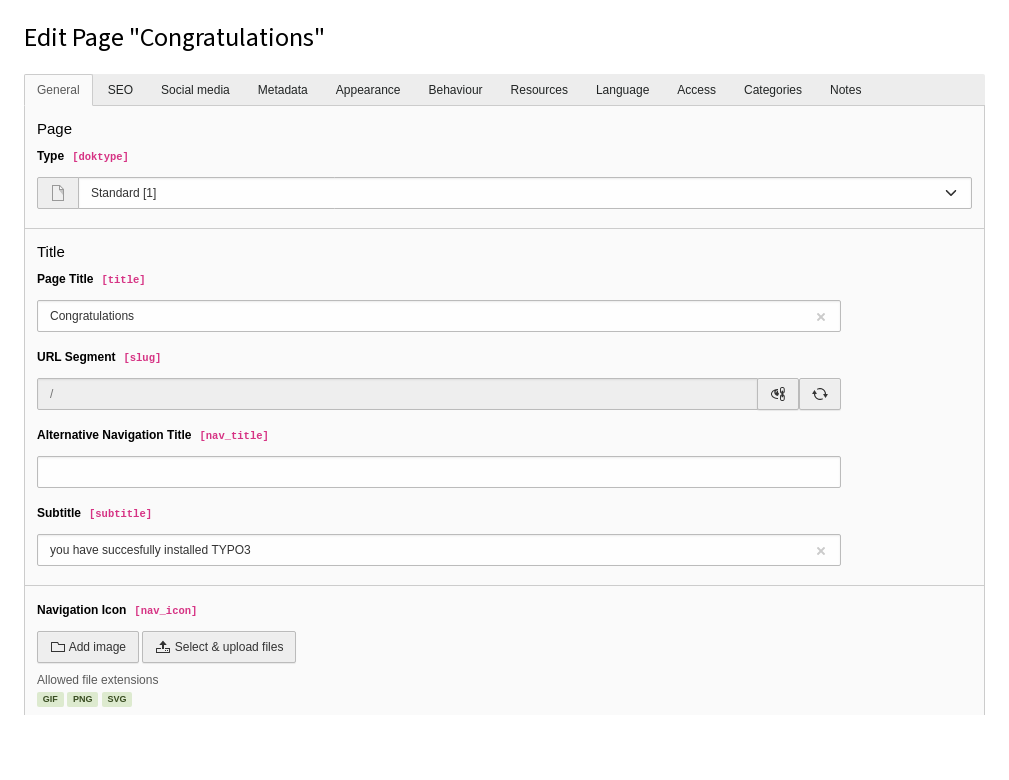 Edit Page "Congratulations"
General SEO Social media Metadata Appearance Behaviour Resources Language Access Categories Notes
Page
Type [doktype]
Standard [1]
Title
Page Title [title]
Congratulations
URL Segment [slug]
/
Alternative Navigation Title [nav_title]
Subtitle [subtitle]
you have succesfully installed TYPO3
Navigation Icon [nav_icon]
Add image Select & upload files
Allowed file extensions
GIF PNG SVG